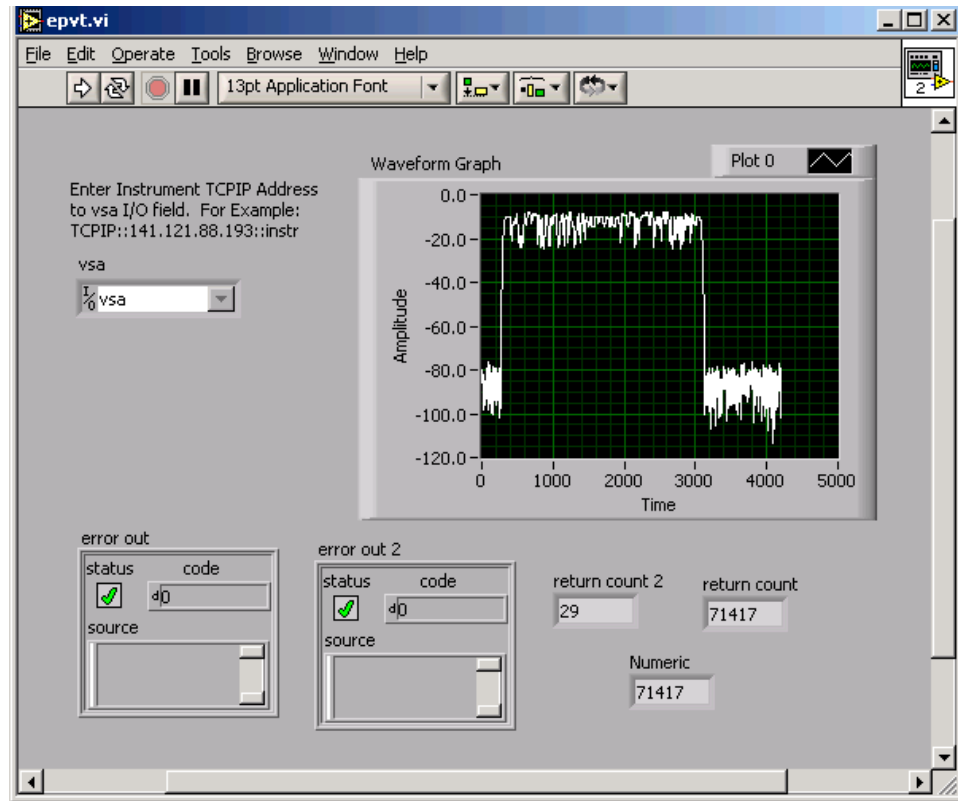 epvt.vi
File Edit Operate Tools Browse Window Help
13pt Application Font
2
Waveform Graph
Plot 0
Enter Instrument TCPIP Address
to vsa I/O field. For Example:
TCPIP::141.121.88.193::instr
vsa
I/O vsa
Amplitude
0.0
-20.0
-40.0
-60.0
-80.0
-100.0
-120.0
0 1000 2000 3000 4000 5000
Time
error out
status code
d0
source
error out 2
status code
d0
source
return count 2
29
return count
71417
Numeric
71417